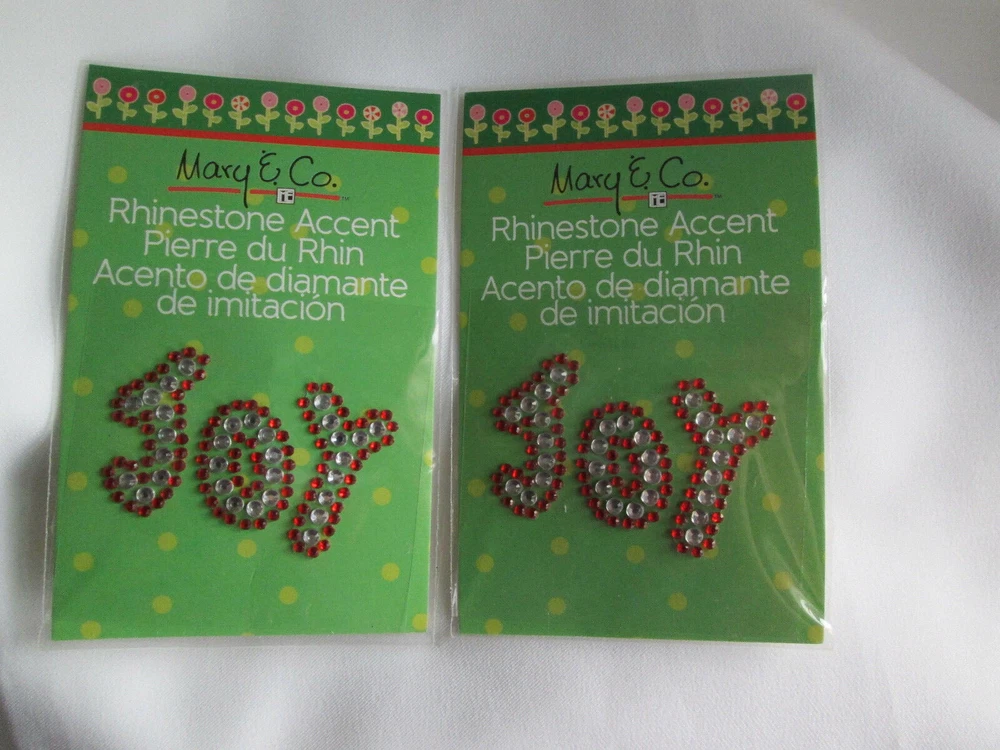 Mary & Co.
Rhinestone Accent
Pierre du Rhin
Acento de diamante
de imitación
JOY
Mary & Co.
Rhinestone Accent
Pierre du Rhin
Acento de diamante
de imitación
JOY